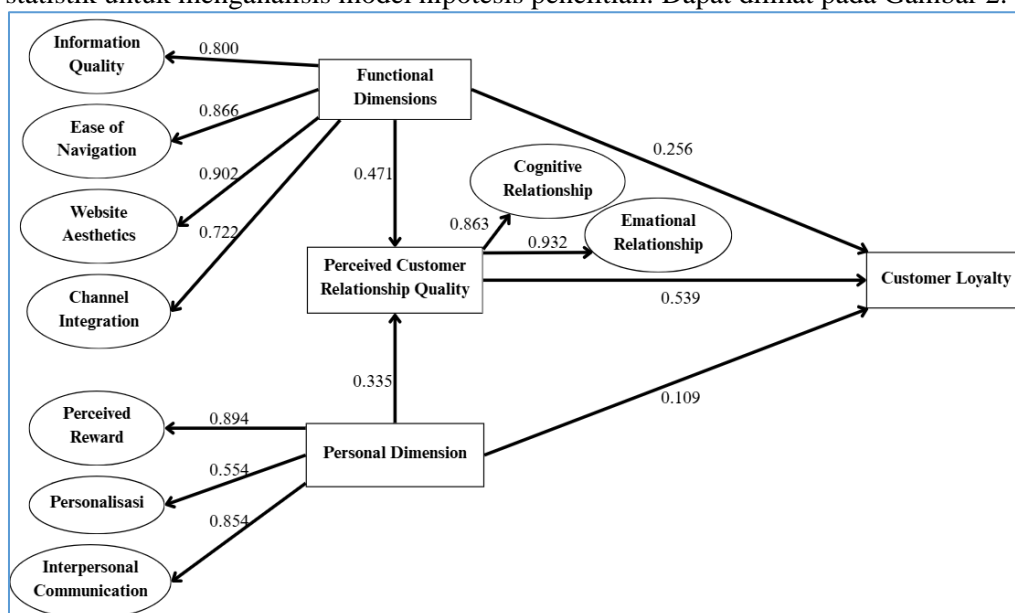 statistik untuk menganalisis model hipotesis penelitian. Dapat dilihat pada Gambar 2.
Information
Quality
0.800
Functional
Dimensions
Ease of
Navigation
0.866
0.256
Website
Aesthetics
0.902
0.471
Cognitive
Relationship
0.863
Emational
Relationship
0.932
0.722
Channel
Integration
Perceived Customer
Relationship Quality
0.539
Customer Loyalty
0.335
0.109
Perceived
Reward
0.894
Personal Dimension
Personalisasi
0.554
Interpersonal
Communication
0.854